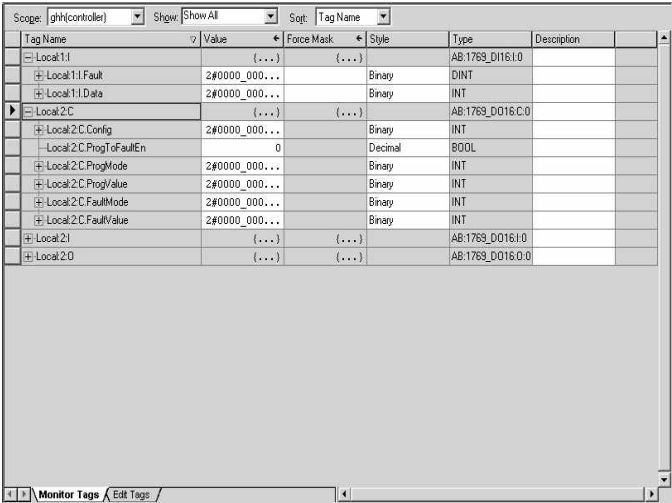 Scope: ghh(controller) Show: Show All Sort: Tag Name
Tag Name Value Force Mask Style Type Description
Local:1:I {...} {...} AB:1769_DI16:I:0
Local:1:I.Fault 2#0000_000... Binary DINT
Local:1:I.Data 2#0000_000... Binary INT
Local:2:C {...} {...} AB:1769_DO16:C:0
Local:2:C.Config 2#0000_000... Binary INT
Local:2:C.ProgToFaultEn 0 Decimal BOOL
Local:2:C.ProgMode 2#0000_000... Binary INT
Local:2:C.ProgValue 2#0000_000... Binary INT
Local:2:C.FaultMode 2#0000_000... Binary INT
Local:2:C.FaultValue 2#0000_000... Binary INT
Local:2:I {...} {...} AB:1769_DO16:I:0
Local:2:O {...} {...} AB:1769_DO16:O:0
Monitor Tags Edit Tags